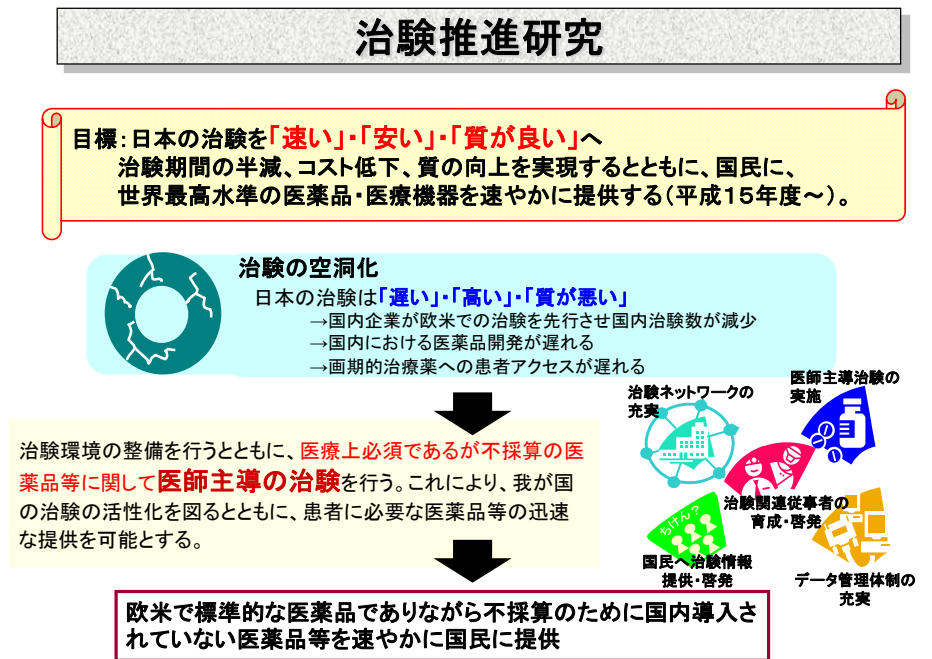 治験推進研究
目標：日本の治験を「速い」・「安い」・「質が良い」へ
治験期間の半減、コスト低下、質の向上を実現するとともに、国民に、
世界最高水準の医薬品・医療機器を速やかに提供する（平成１５年度～）。
治験の空洞化
日本の治験は「遅い」・「高い」・「質が悪い」
→国内企業が欧米での治験を先行させ国内治験数が減少
→国内における医薬品開発が遅れる
→画期的治療薬への患者アクセスが遅れる
治験環境の整備を行うとともに、医療上必須であるが不採算の医
薬品等に関して医師主導の治験を行う。これにより、我が国
の治験の活性化を図るとともに、患者に必要な医薬品等の迅速
な提供を可能とする。
治験ネットワークの
充実
医師主導治験の
実施
治験関連従事者の
育成・啓発
ちけん？
国民へ治験情報
提供・啓発
データ管理体制の
充実
欧米で標準的な医薬品でありながら不採算のために国内導入さ
れていない医薬品等を速やかに国民に提供